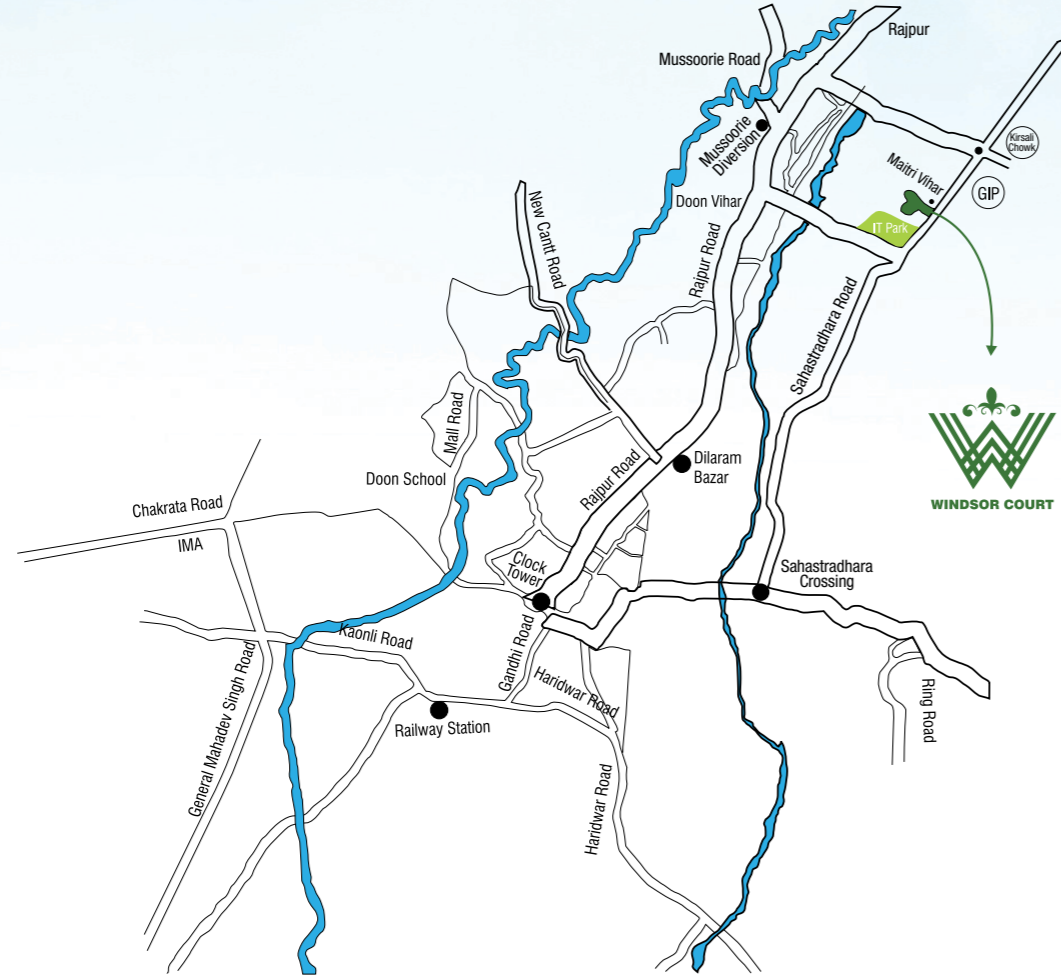 Rajpur
Mussoorie Road
Kirsali
Chowk
Mussoorie
Diversion
Maitri Vihar
GIP
New Cantt Road
Doon Vihar
IT Park
Rajpur Road
Sahastradhara Road
Mall Road
WINDSOR COURT
Dilaram
Bazar
Rajpur Road
Doon School
Chakrata Road
IMA
Clock
Tower
Sahastradhara
Crossing
Kaonli Road
Gandhi Road
General Mahadev Singh Road
Haridwar Road
Ring Road
Railway Station
Haridwar Road